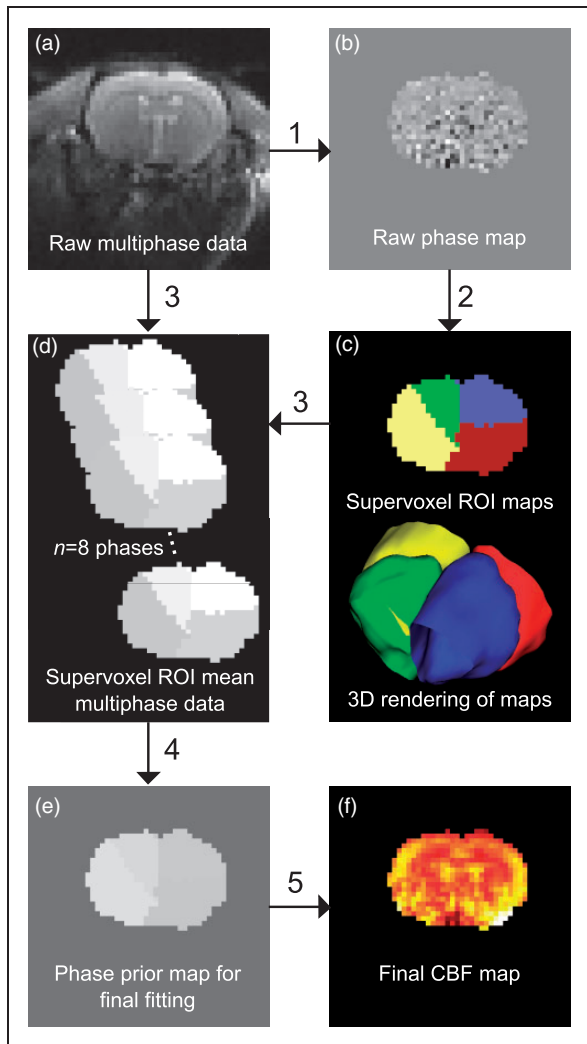 (a)
Raw multiphase data
1
(b)
Raw phase map
3
2
(d)
n=8 phases
Supervoxel ROI mean
multiphase data
3
(c)
Supervoxel ROI maps
3D rendering of maps
4
(e)
Phase prior map for
final fitting
5
(f)
Final CBF map